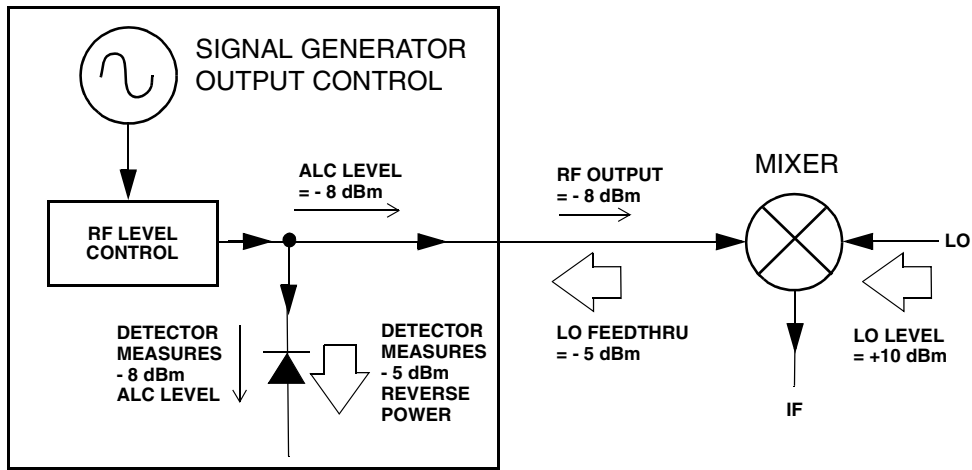 SIGNAL GENERATOR
OUTPUT CONTROL
ALC LEVEL
= - 8 dBm
RF OUTPUT
= - 8 dBm
MIXER
RF LEVEL
CONTROL
LO
DETECTOR
MEASURES
- 8 dBm
ALC LEVEL
DETECTOR
MEASURES
- 5 dBm
REVERSE
POWER
LO FEEDTHRU
= - 5 dBm
LO LEVEL
= +10 dBm
IF